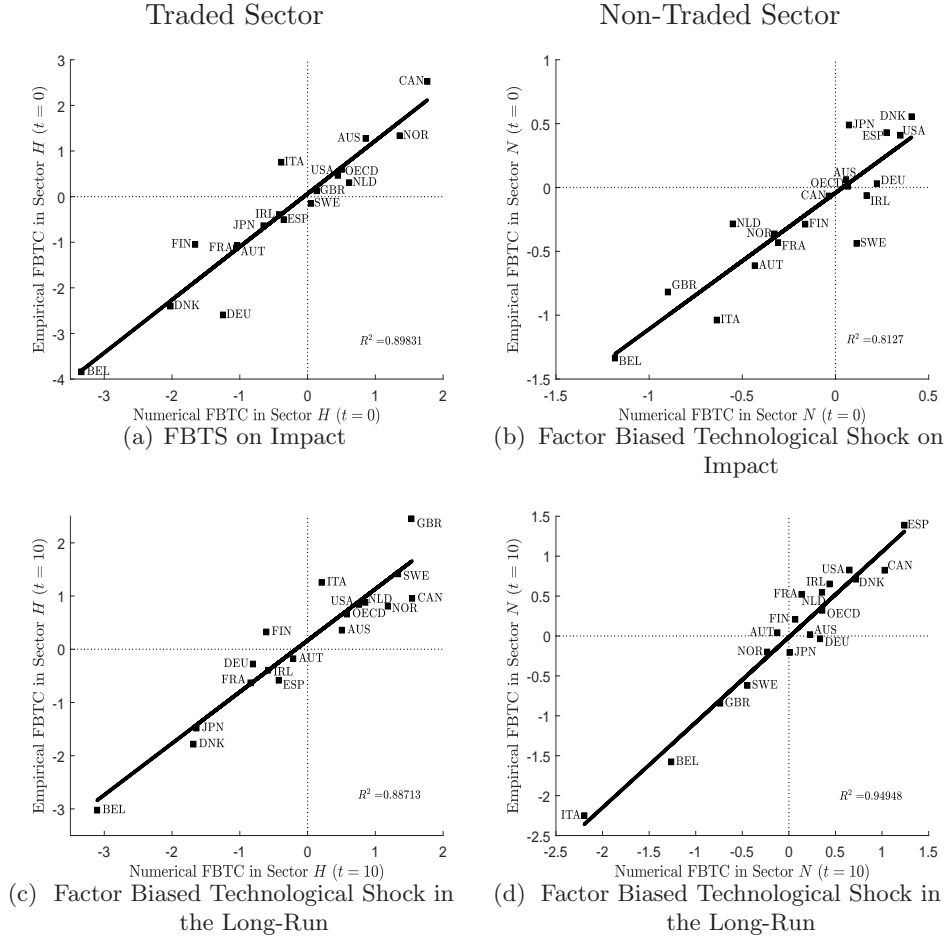 Traded Sector
Non-Traded Sector
Empirical FBTC in Sector H (t = 0)
3
2
1
0
-1
-2
-3
-4
CAN
AUS
NOR
ITA
USA
OECD
NLD
GBR
SWE
IRL
ESP
JPN
FIN
FRA
AUT
DNK
DEU
BEL
R² =0.89831
-3
-2
-1
0
1
2
Numerical FBTC in Sector H (t = 0)
(a) FBTS on Impact
Empirical FBTC in Sector N (t = 0)
1
0.5
0
-0.5
-1
-1.5
DNK
JPN
ESP
USA
AUS
OECD
DEU
CAN
IRL
NLD
FIN
NOR
FRA
SWE
AUT
GBR
ITA
BEL
R² =0.8127
-1.5
-1
-0.5
0
0.5
Numerical FBTC in Sector N (t = 0)
(b) Factor Biased Technological Shock on
Impact
Empirical FBTC in Sector H (t = 10)
2
1
0
-1
-2
-3
GBR
SWE
ITA
CAN
USA
NLD
NOR
OECD
AUS
FIN
AUT
DEU
IRL
FRA
ESP
JPN
DNK
BEL
R² =0.88713
-3
-2
-1
0
1
2
Numerical FBTC in Sector H (t = 10)
(c) Factor Biased Technological Shock in
the Long-Run
Empirical FBTC in Sector N (t = 10)
1.5
1
0.5
0
-0.5
-1
-1.5
-2
-2.5
ESP
USA
CAN
IRL
DNK
FRA
NLD
OECD
FIN
AUT
AUS
DEU
NOR
JPN
SWE
GBR
BEL
ITA
R² =0.94948
-2.5
-2
-1.5
-1
-0.5
0
0.5
1
1.5
Numerical FBTC in Sector N (t = 10)
(d) Factor Biased Technological Shock in
the Long-Run